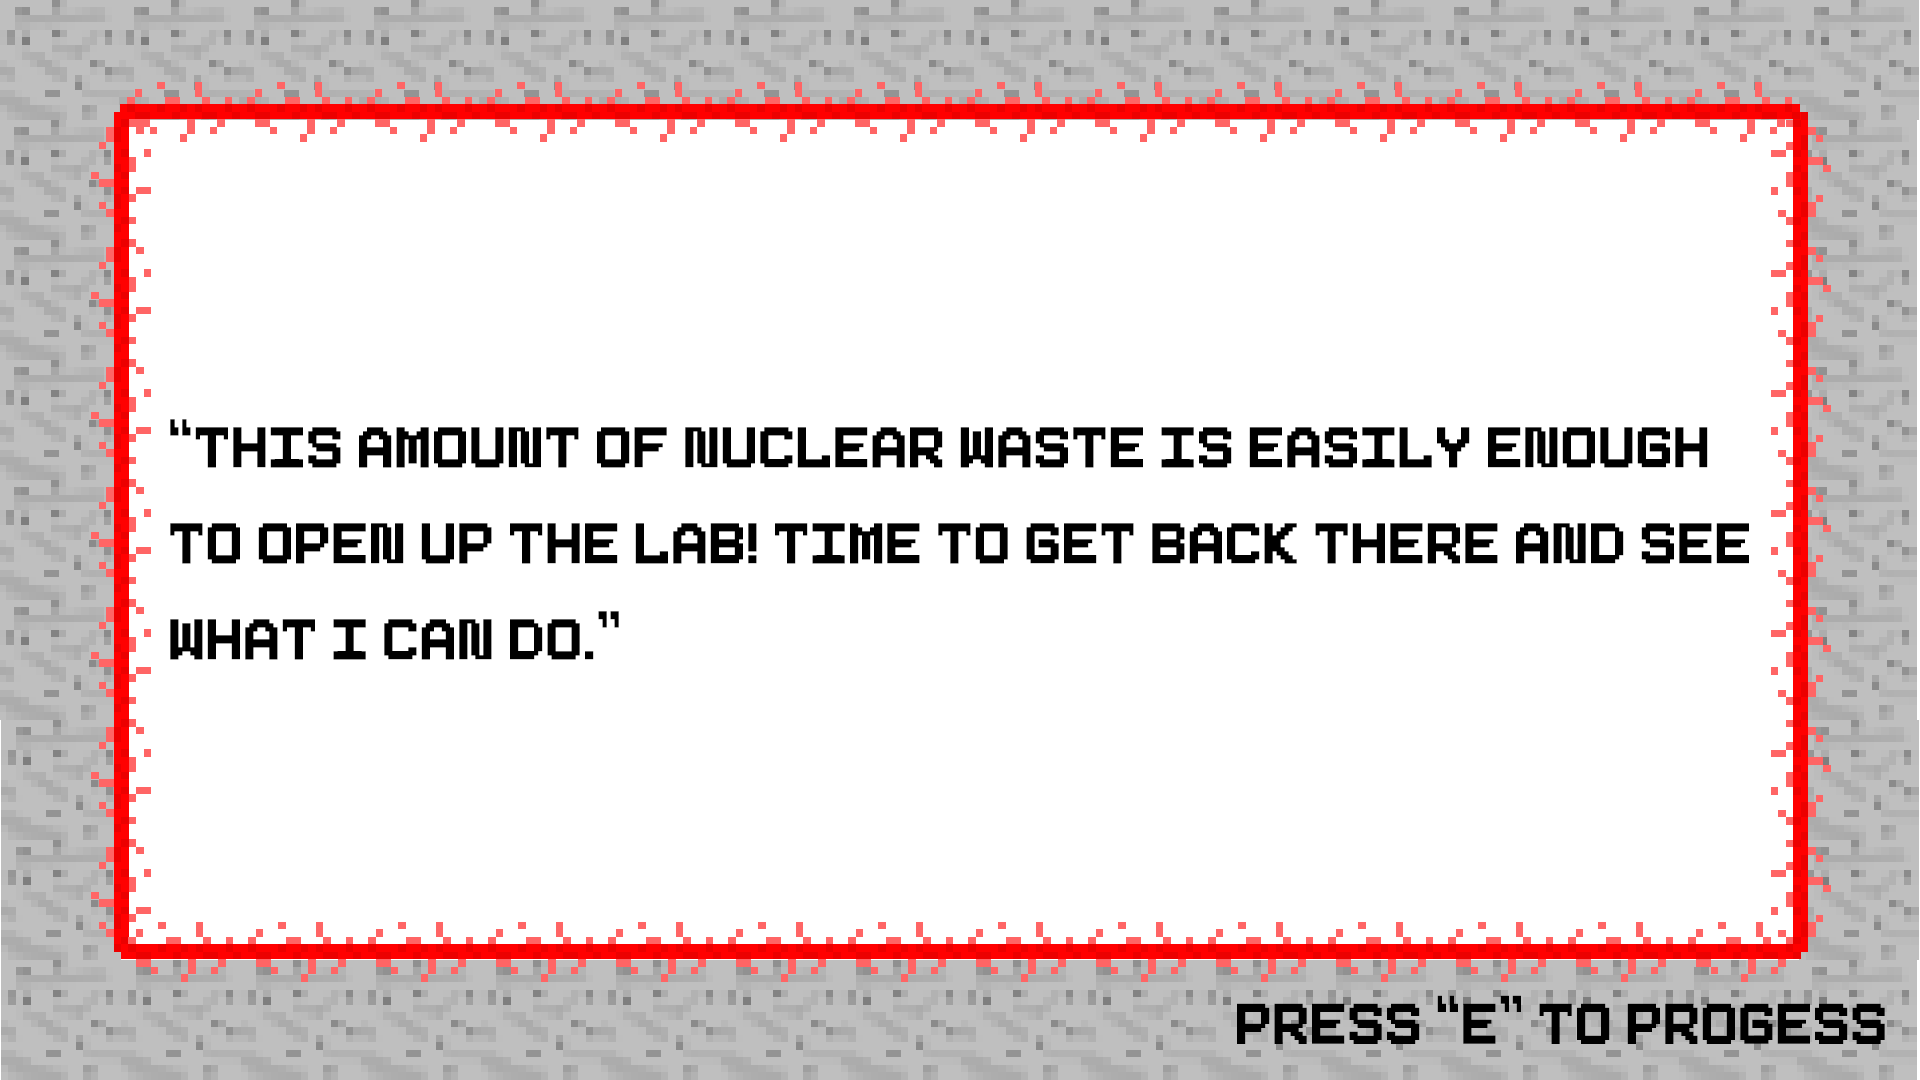 “THIS AMOUNT OF NUCLEAR WASTE IS EASILY ENOUGH
TO OPEN UP THE LAB! TIME TO GET BACK THERE AND SEE
WHAT I CAN DO.”
PRESS “E” TO PROGESS